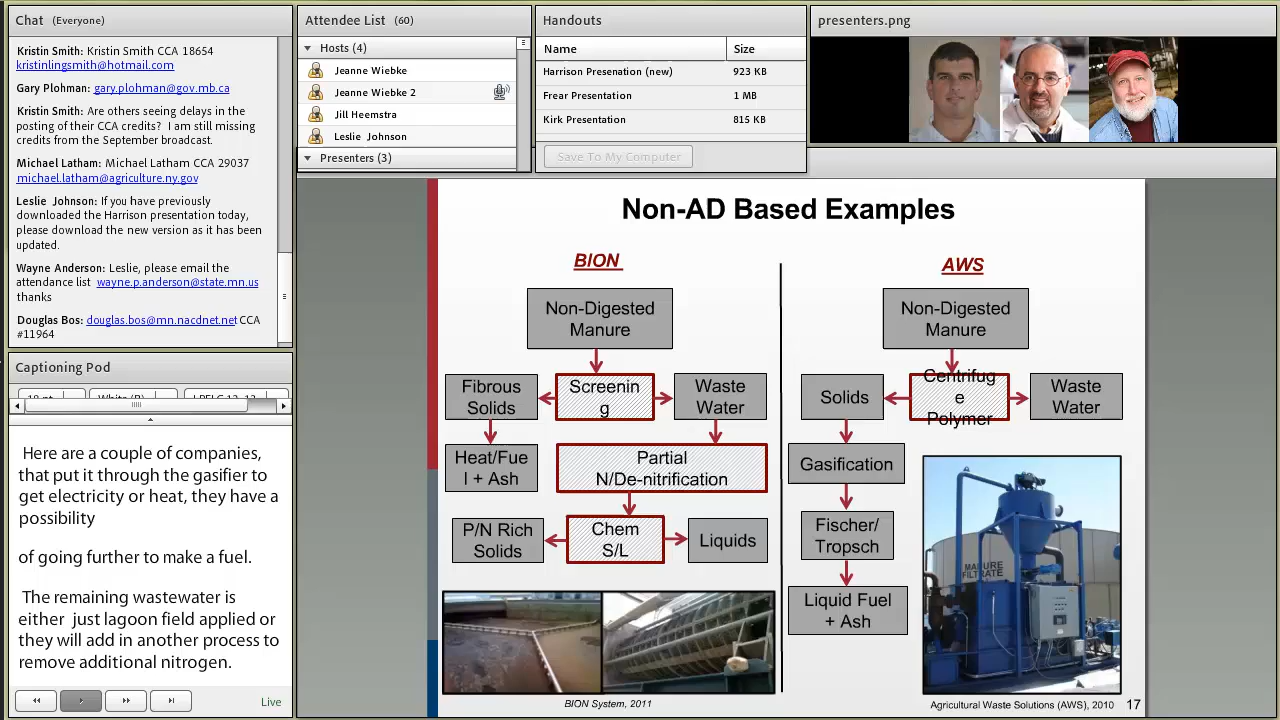 Chat (Everyone)
Kristin Smith: Kristin Smith CCA 18654
kristinlingsmith@hotmail.com
Gary Plohman: gary.plohman@gov.mb.ca
Kristin Smith: Are others seeing delays in the
posting of their CCA credits? I am still missing
credits from the September broadcast.
Michael Latham: Michael Latham CCA 29037
michael.latham@agriculture.ny.gov
Leslie Johnson: If you have previously
downloaded the Harrison presentation today,
please download the new version as it has been
updated.
Wayne Anderson: Leslie, please email the
attendance list wayne.p.anderson@state.mn.us
thanks
Douglas Bos: douglas.bos@mn.nacdnet.net CCA
#11964
Captioning Pod
Here are a couple of companies,
that put it through the gasifier to
get electricity or heat, they have a
possibility
of going further to make a fuel.
The remaining wastewater is
either just lagoon field applied or
they will add in another process to
remove additional nitrogen.
Live
Attendee List (60)
Hosts (4)
Jeanne Wiebke
Jeanne Wiebke 2
Jill Heemstra
Leslie Johnson
Presenters (3)
Handouts
Name Size
Harrison Presenation (new) 923 KB
Frear Presentation 1 MB
Kirk Presentation 815 KB
Save To My Computer
presenters.png
Non-AD Based Examples
BION
Non-Digested
Manure
Fibrous
Solids
Screenin
g
Waste
Water
Heat/Fue
l + Ash
Partial
N/De-nitrification
P/N Rich
Solids
Chem
S/L
Liquids
BION System, 2011
AWS
Non-Digested
Manure
Solids
Centrifug
e
Polymer
Waste
Water
Gasification
Fischer/
Tropsch
Liquid Fuel
+ Ash
MANURE
FILTRATE
Agricultural Waste Solutions (AWS), 2010 17